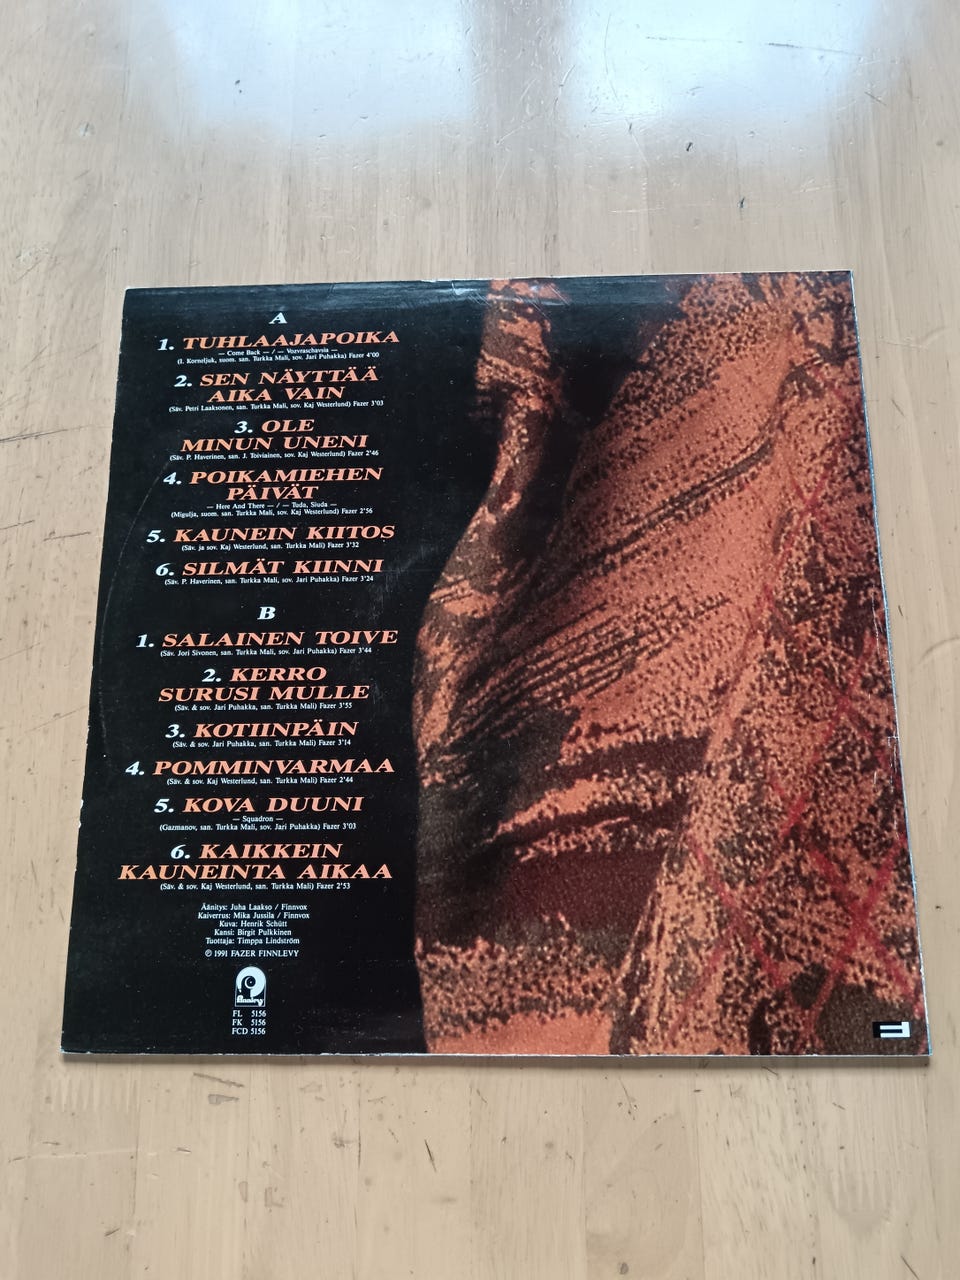 A
1. TUHLAAJAPOIKA
— Come Back — / — Vozvraschavsia —
(I. Korneljuk, suom. san. Turkka Mali, sov. Jari Puhakka) Fazer 4'00
2. SEN NÄYTTÄÄ
AIKA VAIN
(Säv. Petri Laaksonen, san. Turkka Mali, sov. Kaj Westerlund) Fazer 3'03
3. OLE
MINUN UNENI
(Säv. P. Haverinen, san. J. Toiviainen, sov. Kaj Westerlund) Fazer 2'46
4. POIKAMIEHEN
PÄIVÄT
— Here And There — / — Tuda, Siuda —
(Migulja, suom. san. Turkka Mali, sov. Kaj Westerlund) Fazer 2'56
5. KAUNEIN KIITOS
(Säv. ja sov. Kaj Westerlund, san. Turkka Mali) Fazer 3'32
6. SILMÄT KIINNI
(Säv. P. Haverinen, san. Turkka Mali, sov. Jari Puhakka) Fazer 3'24
B
1. SALAINEN TOIVE
(Säv. Jori Sivonen, san. Turkka Mali, sov. Jari Puhakka) Fazer 3'44
2. KERRO
SURUSI MULLE
(Säv. & sov. Jari Puhakka, san. Turkka Mali) Fazer 3'55
3. KOTIINPÄIN
(Säv. & sov. Jari Puhakka, san. Turkka Mali) Fazer 3'14
4. POMMINVARMAA
(Säv. & sov. Kaj Westerlund, san. Turkka Mali) Fazer 2'44
5. KOVA DUUNI
— Squadron —
(Gazmanov, san. Turkka Mali, sov. Jari Puhakka) Fazer 3'03
6. KAIKKEIN
KAUNEINTA AIKAA
(Säv. & sov. Kaj Westerlund, san. Turkka Mali) Fazer 2'53
Äänitys: Juha Laakso / Finnvox
Kaiverrus: Mika Jussila / Finnvox
Kuva: Henrik Schütt
Kansi: Birgit Pulkkinen
Tuottaja: Timppa Lindström
℗ 1991 FAZER FINNLEVY
finnlevy
FL 5156
FK 5156
FCD 5156